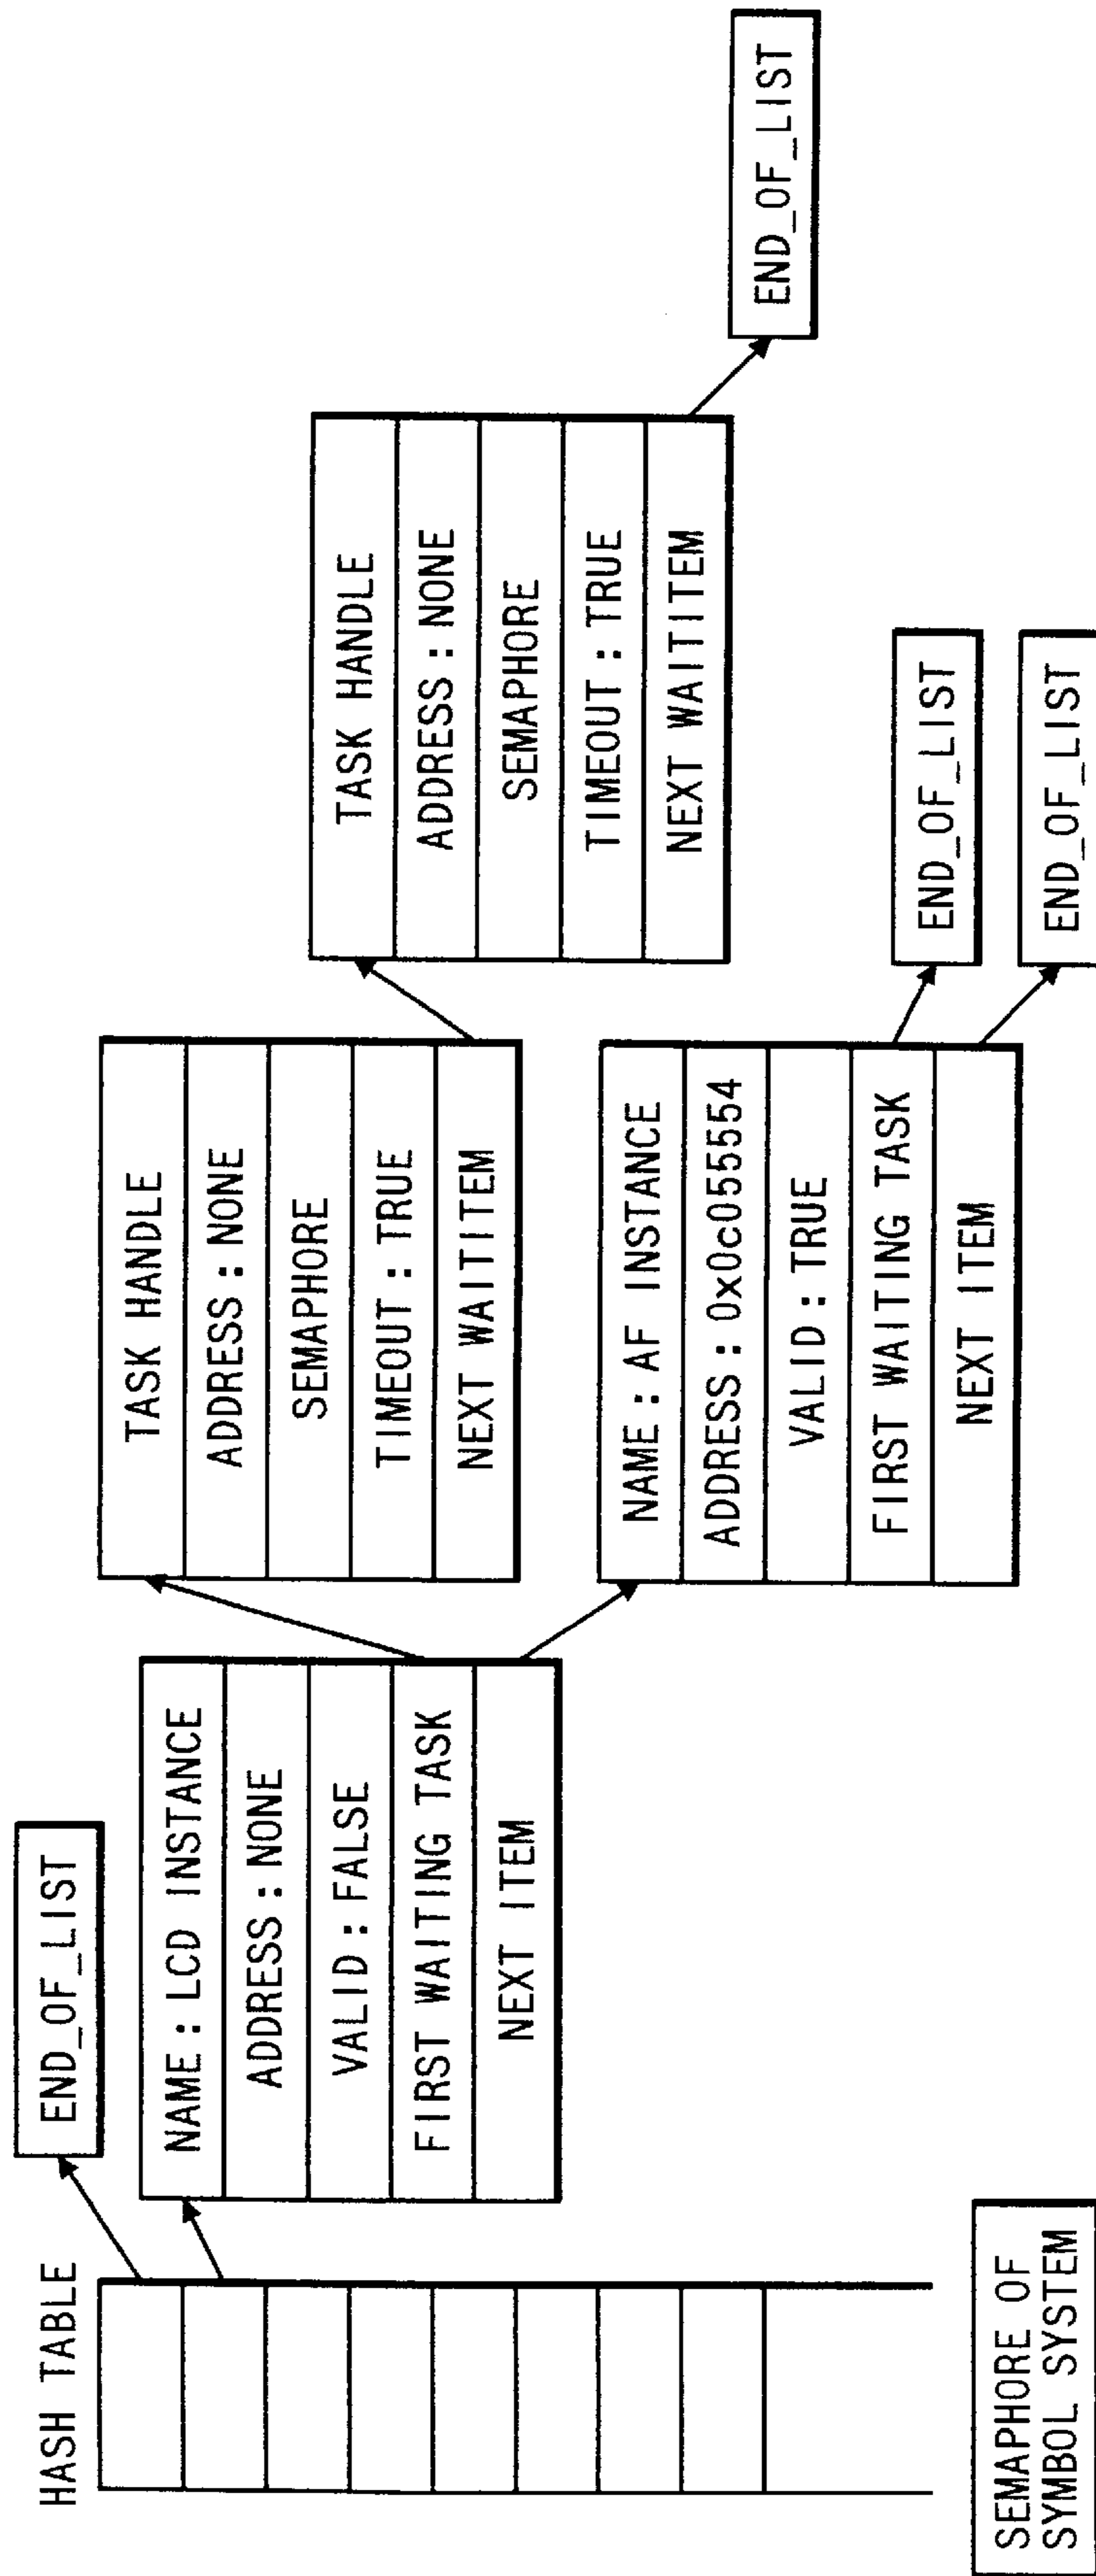 HASH TABLE
END_OF_LIST
NAME : LCD INSTANCE
ADDRESS : NONE
VALID : FALSE
FIRST WAITING TASK
NEXT ITEM
TASK HANDLE
ADDRESS : NONE
SEMAPHORE
TIMEOUT : TRUE
NEXT WAITITEM
TASK HANDLE
ADDRESS : NONE
SEMAPHORE
TIMEOUT : TRUE
NEXT WAITITEM
END_OF_LIST
NAME : AF INSTANCE
ADDRESS : 0x0c055554
VALID : TRUE
FIRST WAITING TASK
NEXT ITEM
END_OF_LIST
END_OF_LIST
SEMAPHORE OF
SYMBOL SYSTEM